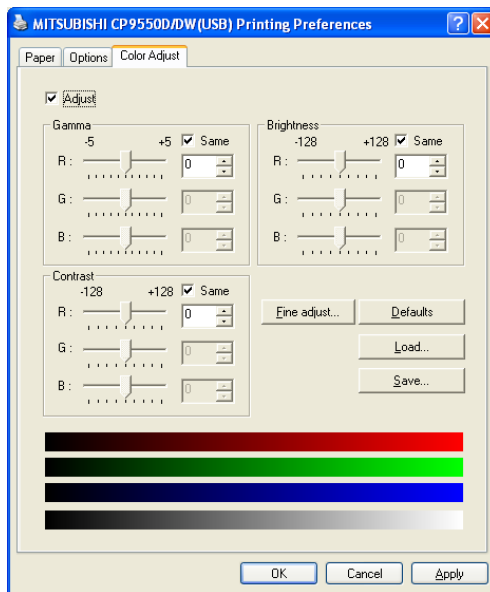 MITSUBISHI CP9550D/DW(USB) Printing Preferences
Paper Options Color Adjust
Adjust
Gamma
-5 +5 Same
R : 0
G : 0
B : 0
Brightness
-128 +128 Same
R : 0
G : 0
B : 0
Contrast
-128 +128 Same
R : 0
G : 0
B : 0
Fine adjust... Defaults
Load...
Save...
OK Cancel Apply